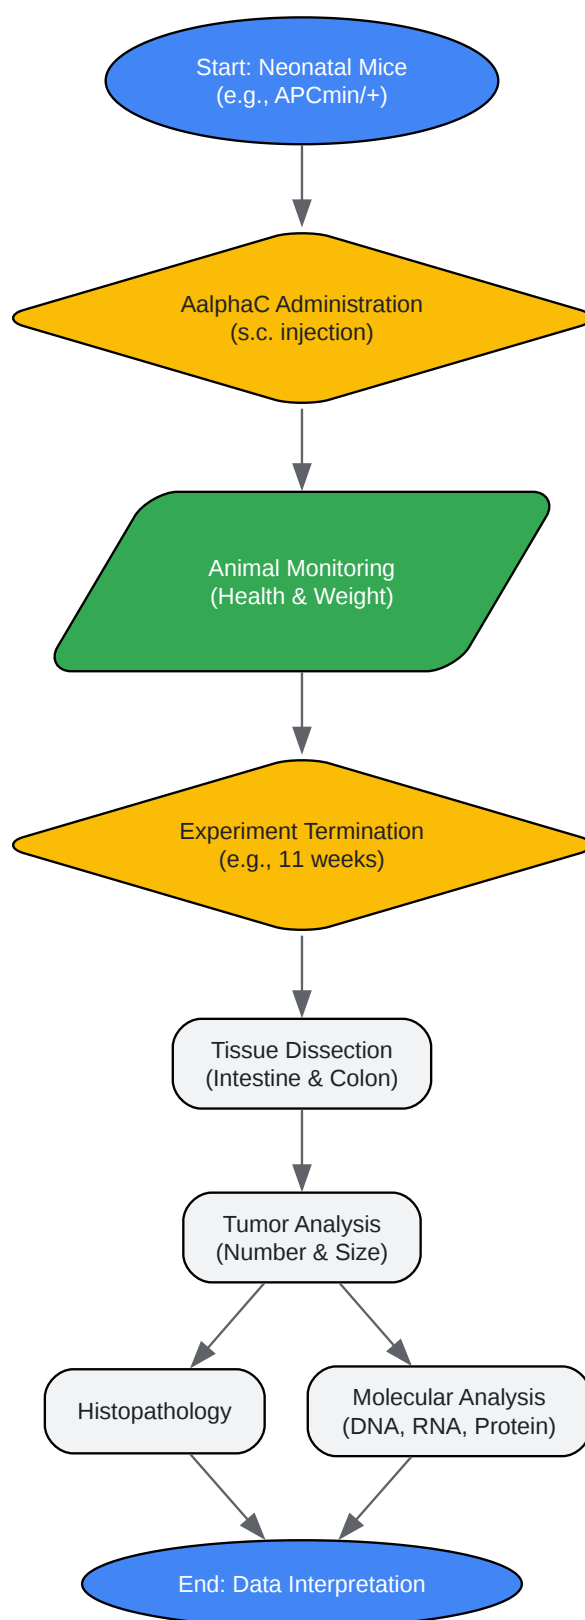 Start: Neonatal Mice
(e.g., APCmin/+)
AalphaC Administration
(s.c. injection)
Animal Monitoring
(Health & Weight)
Experiment Termination
(e.g., 11 weeks)
Tissue Dissection
(Intestine & Colon)
Tumor Analysis
(Number & Size)
Histopathology
Molecular Analysis
(DNA, RNA, Protein)
End: Data Interpretation